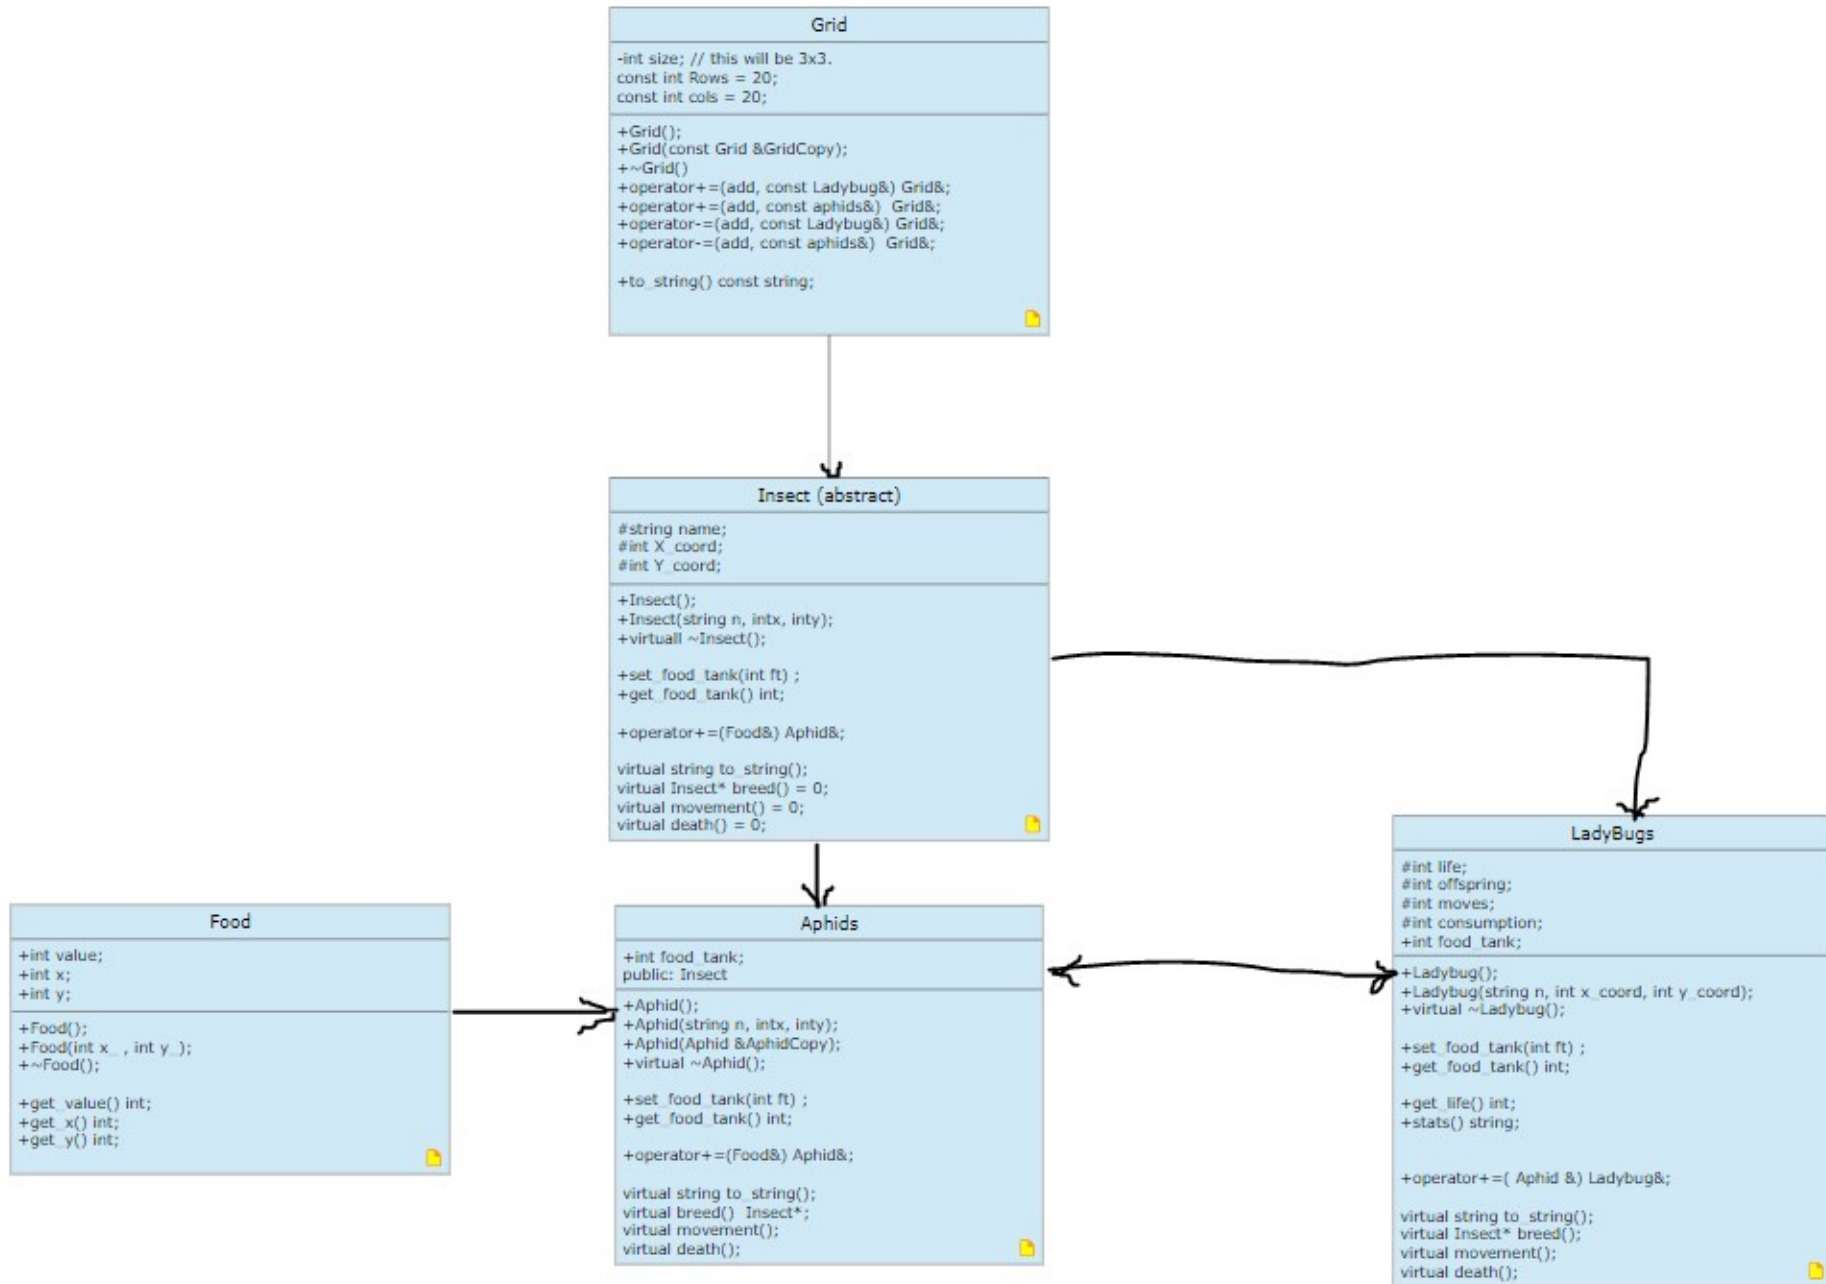 Grid
-int size; // this will be 3x3.
const int Rows = 20;
const int cols = 20;
+Grid();
+Grid(const Grid &GridCopy);
+~Grid()
+operator+=(add, const Ladybug&) Grid&;
+operator+=(add, const aphids&)  Grid&;
+operator-=(add, const Ladybug&) Grid&;
+operator-=(add, const aphids&)  Grid&;
+to_string() const string;
Insect (abstract)
#string name;
#int X_coord;
#int Y_coord;
+Insect();
+Insect(string n, intx, inty);
+virtuall ~Insect();
+set_food_tank(int ft) ;
+get_food_tank() int;
+operator+=(Food&) Aphid&;
virtual string to_string();
virtual Insect* breed() = 0;
virtual movement() = 0;
virtual death() = 0;
Food
+int value;
+int x;
+int y;
+Food();
+Food(int x_ , int y_);
+~Food();
+get_value() int;
+get_x() int;
+get_y() int;
Aphids
+int food_tank;
public: Insect
+Aphid();
+Aphid(string n, intx, inty);
+Aphid(Aphid &AphidCopy);
+virtual ~Aphid();
+set_food_tank(int ft) ;
+get_food_tank() int;
+operator+=(Food&) Aphid&;
virtual string to_string();
virtual breed()  Insect*;
virtual movement();
virtual death();
LadyBugs
#int life;
#int offspring;
#int moves;
#int consumption;
+int food_tank;
+Ladybug();
+Ladybug(string n, int x_coord, int y_coord);
+virtual ~Ladybug();
+set_food_tank(int ft) ;
+get_food_tank() int;
+get_life() int;
+stats() string;
+operator+=( Aphid &) Ladybug&;
virtual string to_string();
virtual Insect* breed();
virtual movement();
virtual death();